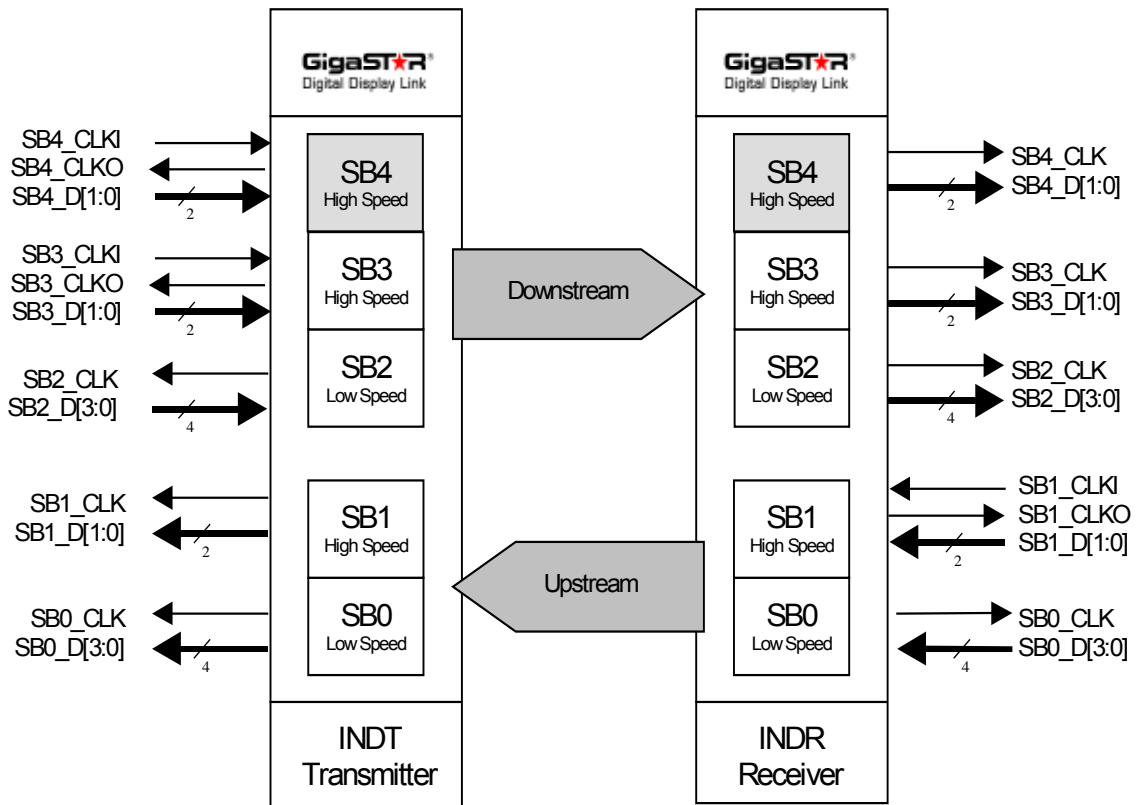 GigaSTAR®
Digital Display Link
GigaSTAR®
Digital Display Link
SB4_CLKI
SB4_CLKO
SB4_D[1:0]
2
SB3_CLKI
SB3_CLKO
SB3_D[1:0]
2
SB2_CLK
SB2_D[3:0]
4
SB1_CLK
SB1_D[1:0]
2
SB0_CLK
SB0_D[3:0]
4
SB4
High Speed
SB3
High Speed
SB2
Low Speed
SB1
High Speed
SB0
Low Speed
INDT
Transmitter
Downstream
Upstream
SB4
High Speed
SB3
High Speed
SB2
Low Speed
SB1
High Speed
SB0
Low Speed
INDR
Receiver
SB4_CLK
SB4_D[1:0]
2
SB3_CLK
SB3_D[1:0]
2
SB2_CLK
SB2_D[3:0]
4
SB1_CLKI
SB1_CLKO
SB1_D[1:0]
2
SB0_CLK
SB0_D[3:0]
4